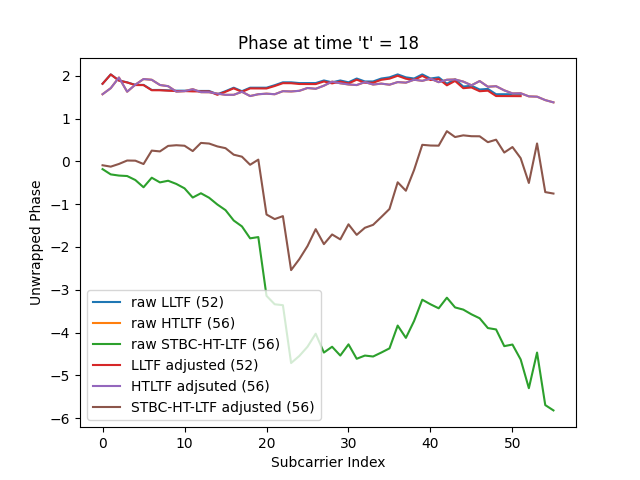 Phase at time 't' = 18
Unwrapped Phase
2
1
0
−1
−2
−3
−4
−5
−6
raw LLTF (52)
raw HTLTF (56)
raw STBC-HT-LTF (56)
LLTF adjusted (52)
HTLTF adjsuted (56)
STBC-HT-LTF adjusted (56)
0 10 20 30 40 50
Subcarrier Index